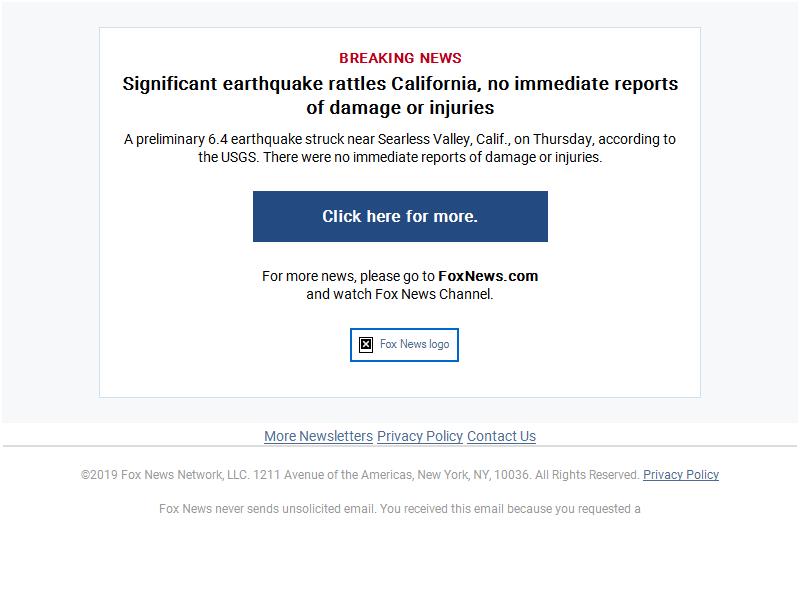 BREAKING NEWS
Significant earthquake rattles California, no immediate reports
of damage or injuries
A preliminary 6.4 earthquake struck near Searless Valley, Calif., on Thursday, according to
the USGS. There were no immediate reports of damage or injuries.
Click here for more.
For more news, please go to FoxNews.com
and watch Fox News Channel.
Fox News logo
More Newsletters Privacy Policy Contact Us
©2019 Fox News Network, LLC. 1211 Avenue of the Americas, New York, NY, 10036. All Rights Reserved. Privacy Policy
Fox News never sends unsolicited email. You received this email because you requested a